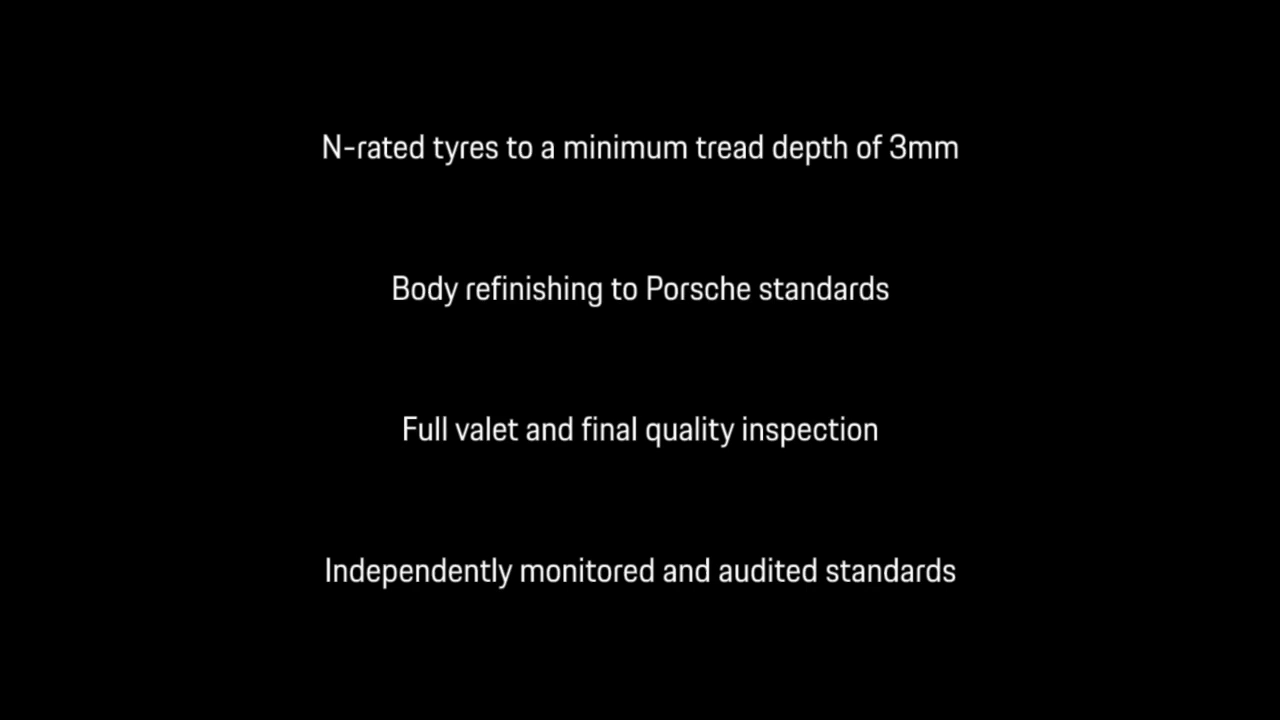 N-rated tyres to a minimum tread depth of 3mm
Body refinishing to Porsche standards
Full valet and final quality inspection
Independently monitored and audited standards